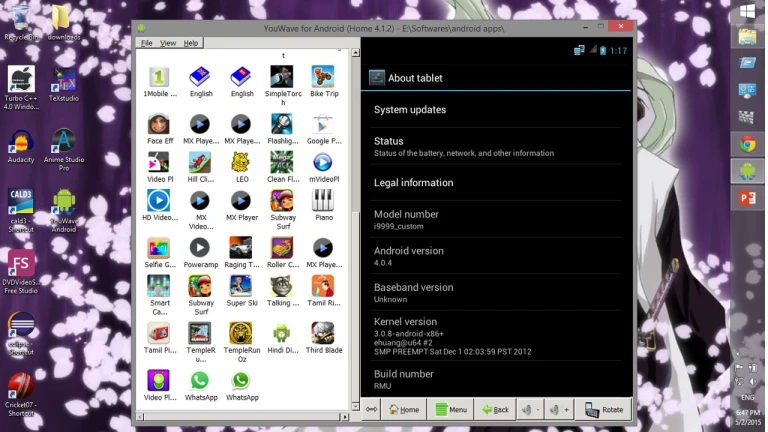 YouWave for Android (Home 4.1.2) - E:\Softwares\android apps\
Recycle Bin
downloads
Turbo C++
4.0 Windo...
TeXstudio
Audacity
Anime Studio
Pro
cald3 -
Shortcut
youWave
Android
DVDVideoS...
Free Studio
eclipse -
Shortcut
Cricket07 -
Shortcut
File View Help
t
1Mobile ...
English
English
SimpleTorc
h
Bike Trip
Face Eff
MX Playe...
MX Playe...
Flashlig...
Google P...
Video Pl
Hill Cli...
LEO
Clean Fl...
mVideoPl
HD Video...
MX
Video...
MX Player
Subway
Surf
Piano
Selfie G...
Poweramp
Raging T...
Roller C...
MX Playe...
Smart
Ca...
Subway
Surf
Super Ski
Talking ...
Tamil Ri...
Tamil Pi...
TempleR
u...
TempleRun
Oz
Hindi Di...
Third Blade
Video Pl...
WhatsApp
WhatsApp
1:17
About tablet
System updates
Status
Status of the battery, network, and other information
Legal information
Model number
i9999_custom
Android version
4.0.4
Baseband version
Unknown
Kernel version
3.0.8-android-x86+
ehuang@u64 #2
SMP PREEMPT Sat Dec 1 02:03:59 PST 2012
Build number
RMU
Home
Menu
Back
-
+
Rotate
ENG
6:47 PM
5/2/2015